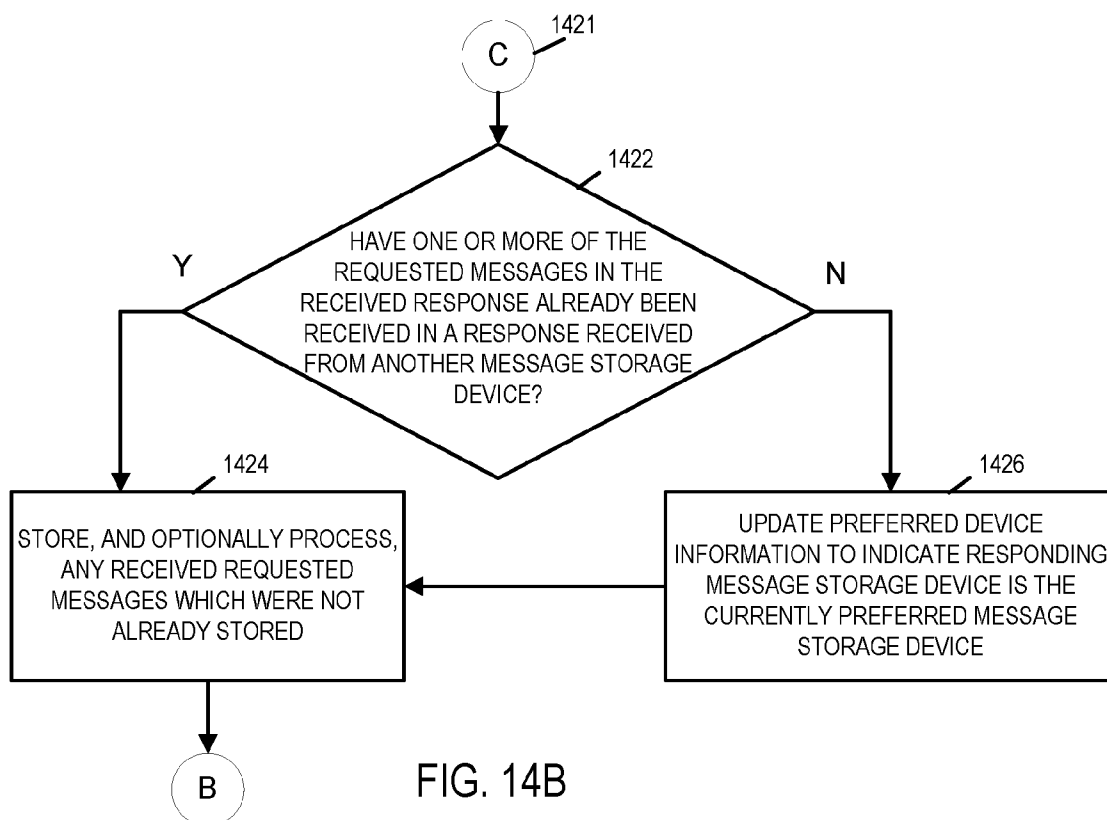 1421
C
1422
HAVE ONE OR MORE OF THE
REQUESTED MESSAGES IN THE
RECEIVED RESPONSE ALREADY BEEN
RECEIVED IN A RESPONSE RECEIVED
FROM ANOTHER MESSAGE STORAGE
DEVICE?
Y
N
1424
STORE, AND OPTIONALLY PROCESS,
ANY RECEIVED REQUESTED
MESSAGES WHICH WERE NOT
ALREADY STORED
1426
UPDATE PREFERRED DEVICE
INFORMATION TO INDICATE RESPONDING
MESSAGE STORAGE DEVICE IS THE
CURRENTLY PREFERRED MESSAGE
STORAGE DEVICE
B
FIG. 14B